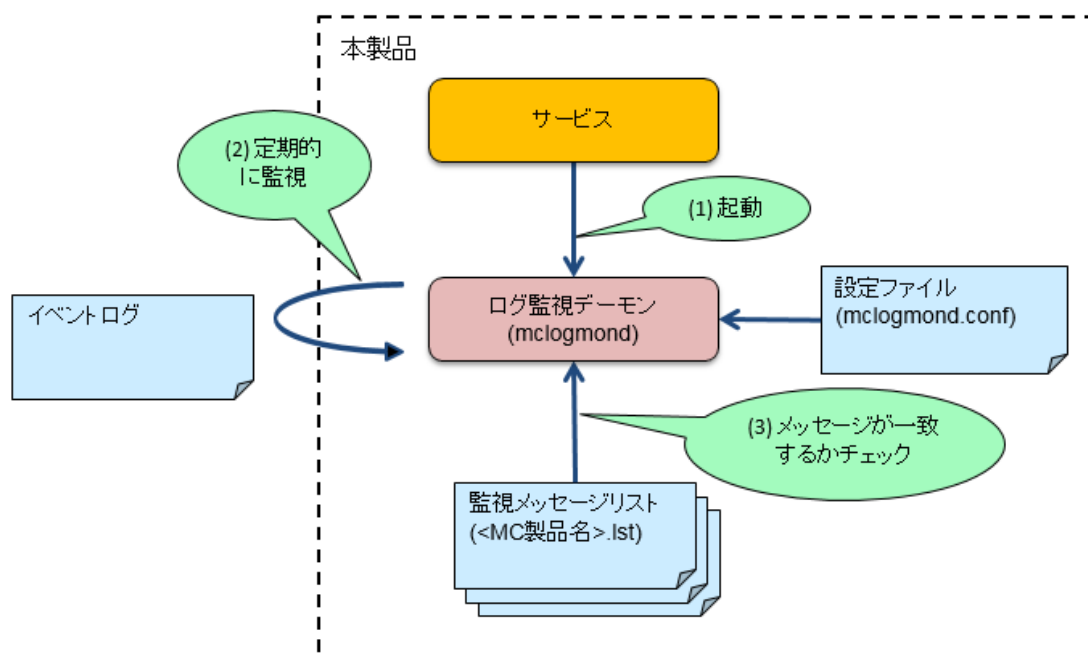 本製品
サービス
(2) 定期的
に監視
(1) 起動
イベントログ
ログ監視デーモン
(mclogmond)
設定ファイル
(mclogmond.conf)
(3) メッセージが一致
するかチェック
監視メッセージリスト
(<MC製品名>.lst)